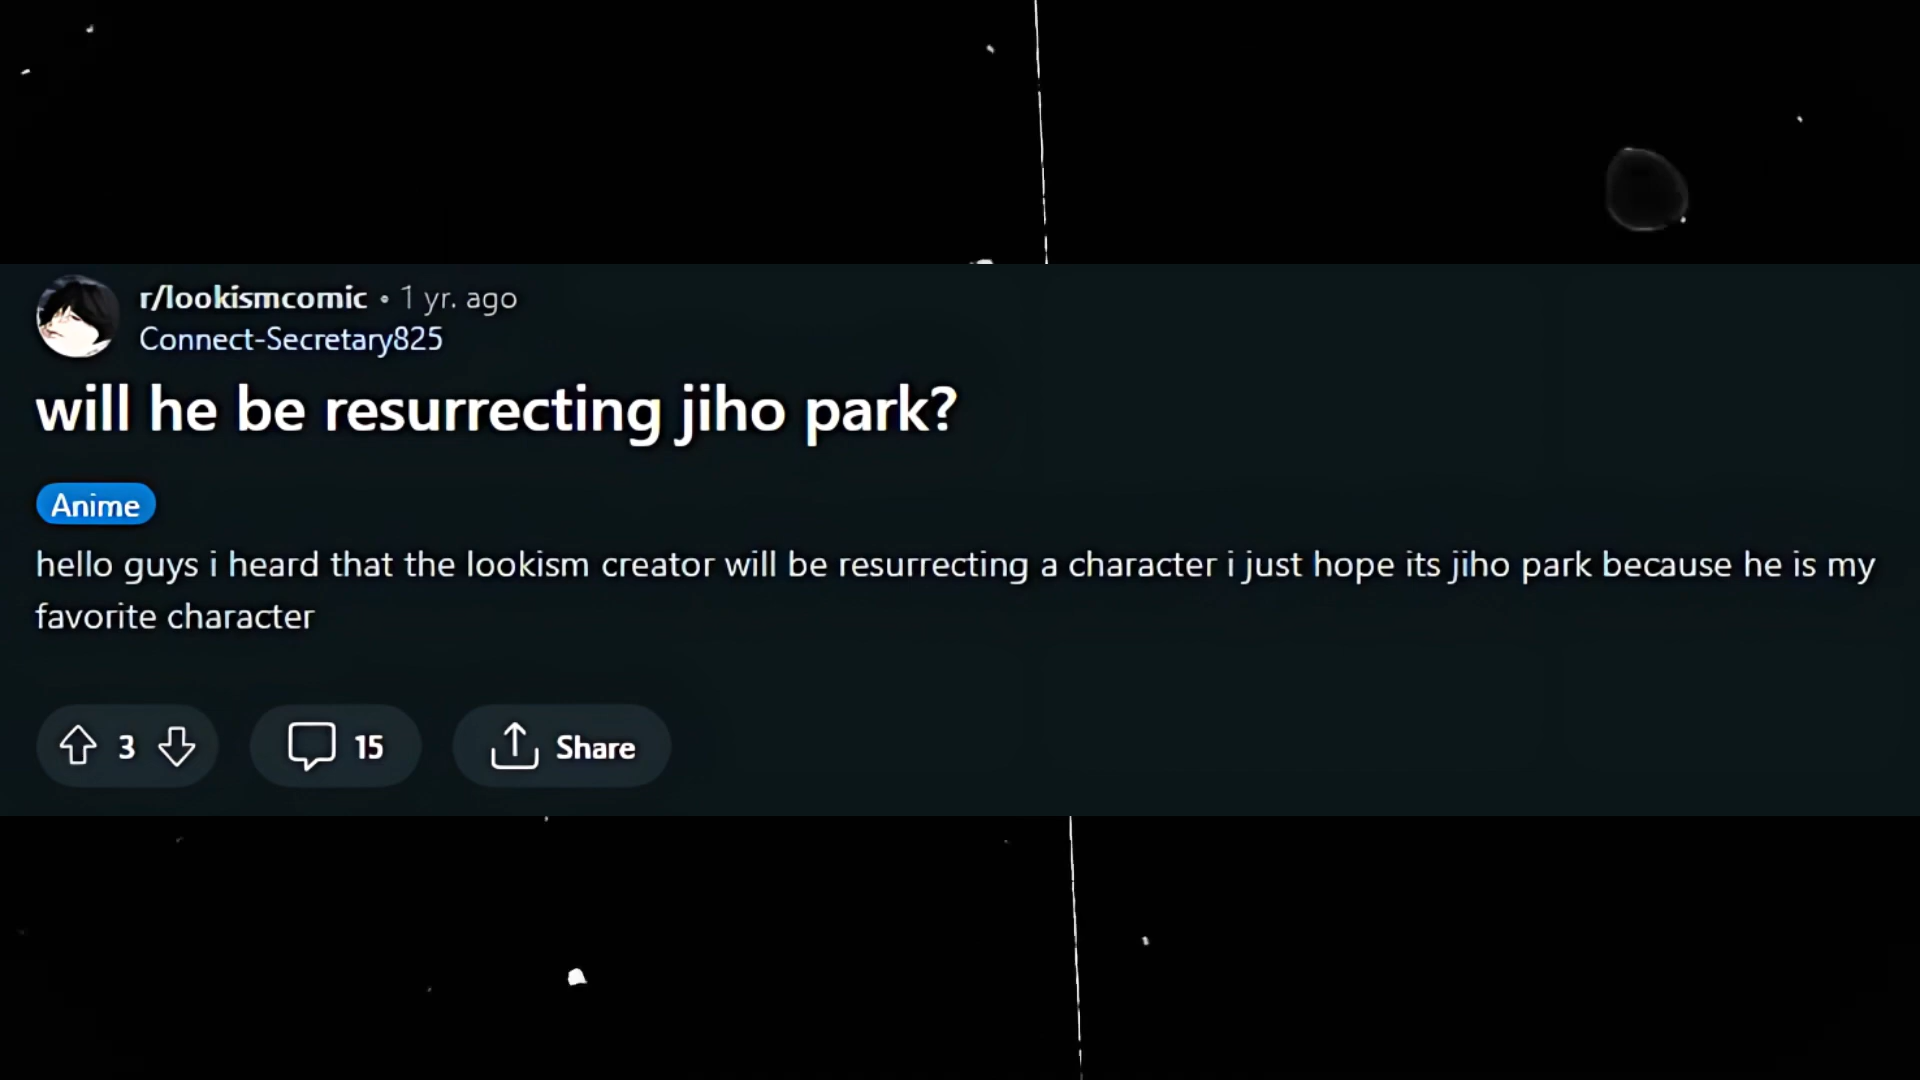 r/lookismcomic • 1 yr. ago
Connect-Secretary825
will he be resurrecting jiho park?
Anime
hello guys i heard that the lookism creator will be resurrecting a character i just hope its jiho park because he is my
favorite character
3
15
Share